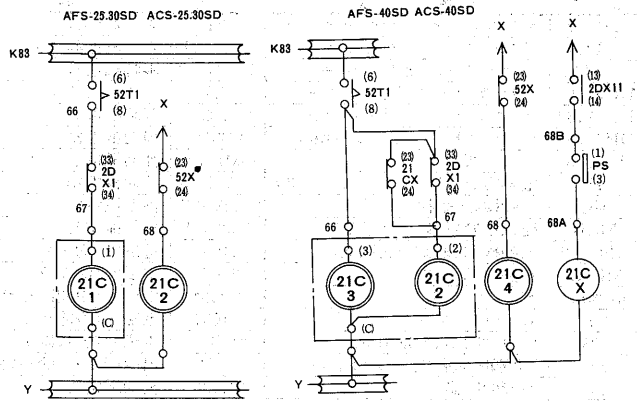 AFS-25.30SD ACS-25.30SD
K83
(6)
52T1
66
(8)
X
(33)
2D
X1
(34)
(23)
52X
(24)
67
68
(1)
21C
1
21C
2
(C)
Y
AFS-40SD ACS-40SD
K83
(6)
52T1
(8)
X
X
(23)
52X
(24)
(13)
2DX11
(14)
68B
(1)
PS
(3)
(23)
21
CX
(24)
(33)
2D
X1
(34)
66
67
68
68A
(3)
(2)
21C
3
21C
2
21C
4
21C
X
(C)
Y